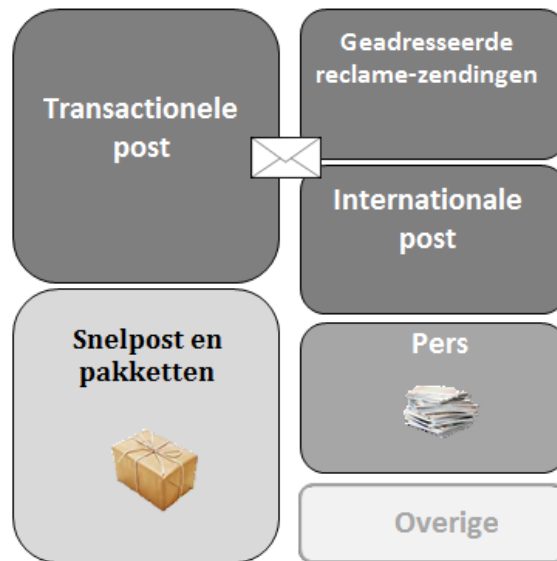 Transactionele
post
Geadresseerde
reclame-zendingen
Internationale
post
Snelpost en
pakketten
Pers
Overige